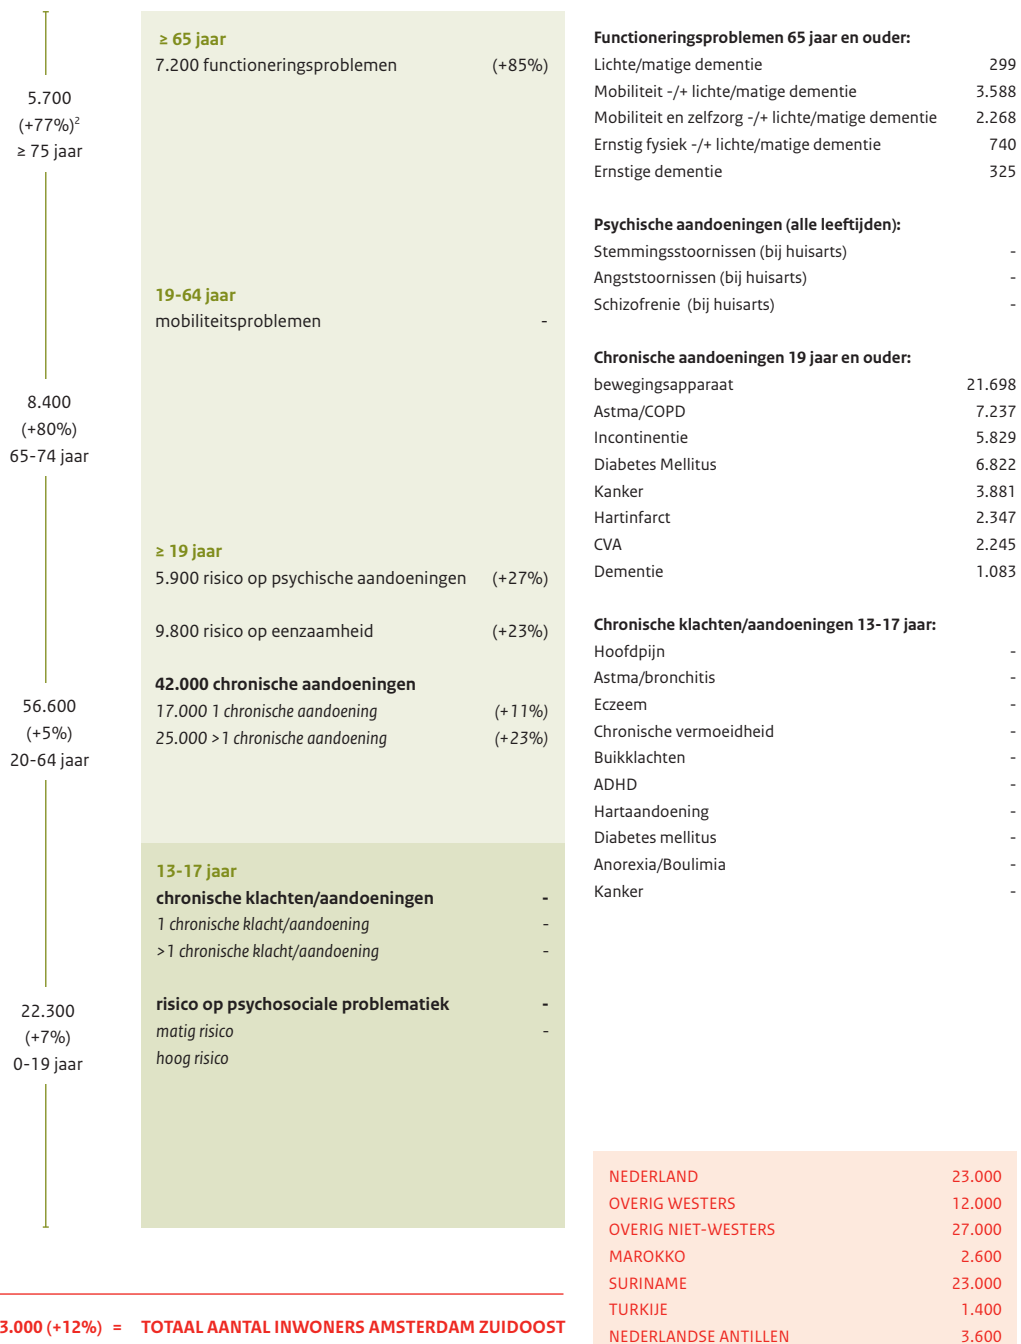 5.700
(+77%)²
≥ 75 jaar
8.400
(+80%)
65-74 jaar
56.600
(+5%)
20-64 jaar
22.300
(+7%)
0-19 jaar
≥ 65 jaar
7.200 functioneringsproblemen (+85%)
19-64 jaar
mobiliteitsproblemen -
≥ 19 jaar
5.900 risico op psychische aandoeningen (+27%)
9.800 risico op eenzaamheid (+23%)
42.000 chronische aandoeningen
17.000 1 chronische aandoening (+11%)
25.000 >1 chronische aandoening (+23%)
13-17 jaar
chronische klachten/aandoeningen -
1 chronische klacht/aandoening -
>1 chronische klacht/aandoening -
risico op psychosociale problematiek -
matig risico -
hoog risico
3.000 (+12%) = TOTAAL AANTAL INWONERS AMSTERDAM ZUIDOOST
Functioneringsproblemen 65 jaar en ouder:
Lichte/matige dementie 299
Mobiliteit -/+ lichte/matige dementie 3.588
Mobiliteit en zelfzorg -/+ lichte/matige dementie 2.268
Ernstig fysiek -/+ lichte/matige dementie 740
Ernstige dementie 325
Psychische aandoeningen (alle leeftijden):
Stemmingsstoornissen (bij huisarts) -
Angststoornissen (bij huisarts) -
Schizofrenie (bij huisarts) -
Chronische aandoeningen 19 jaar en ouder:
bewegingsapparaat 21.698
Astma/COPD 7.237
Incontinentie 5.829
Diabetes Mellitus 6.822
Kanker 3.881
Hartinfarct 2.347
CVA 2.245
Dementie 1.083
Chronische klachten/aandoeningen 13-17 jaar:
Hoofdpijn -
Astma/bronchitis -
Eczeem -
Chronische vermoeidheid -
Buikklachten -
ADHD -
Hartaandoening -
Diabetes mellitus -
Anorexia/Boulimia -
Kanker -
NEDERLAND 23.000
OVERIG WESTERS 12.000
OVERIG NIET-WESTERS 27.000
MAROKKO 2.600
SURINAME 23.000
TURKIJE 1.400
NEDERLANDSE ANTILLEN 3.600